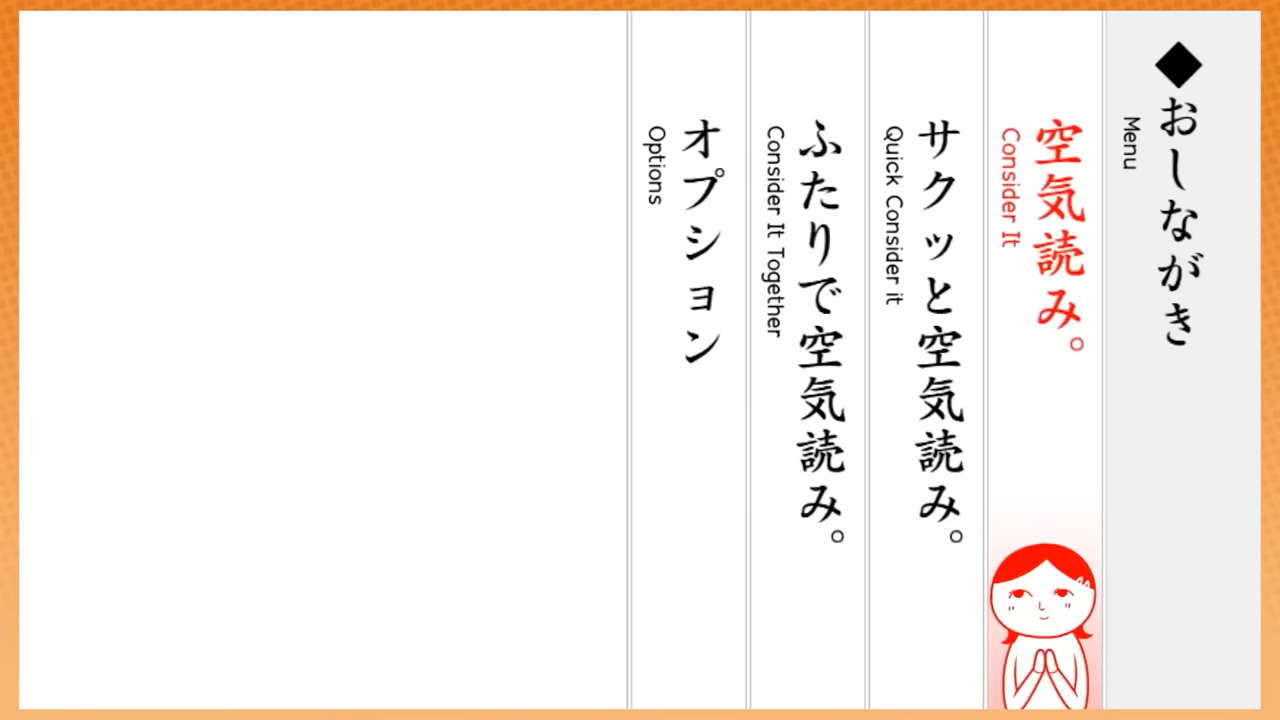 ◆おしながき
Menu
空気読み。
Consider It
サクッと空気読み。
Quick Consider it
ふたりで空気読み。
Consider It Together
オプション
Options